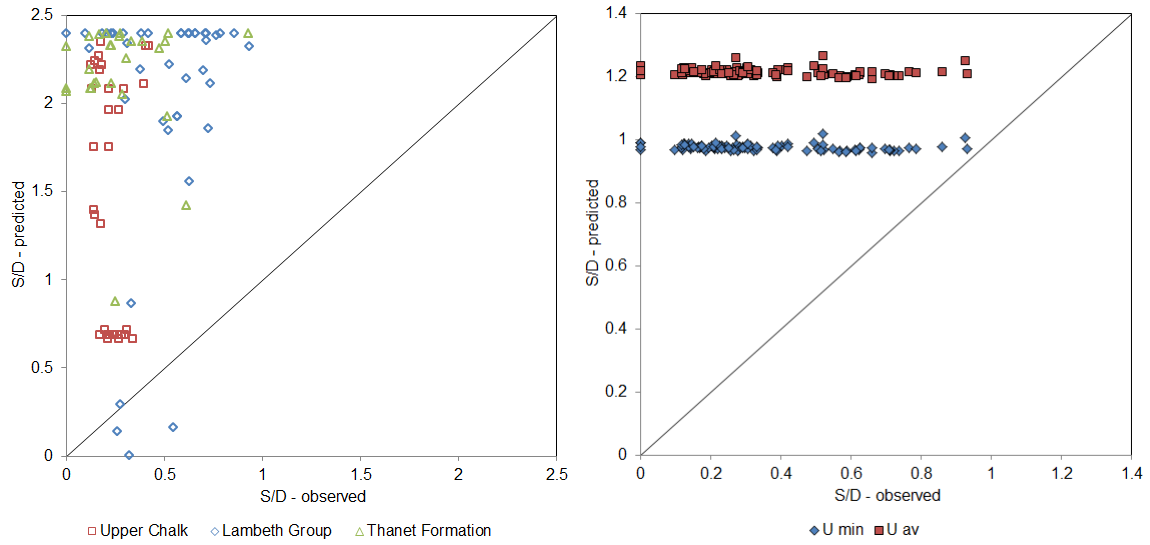 2.5
2
1.5
1
0.5
0
S/D - predicted
0 0.5 1 1.5 2 2.5
S/D - observed
Upper Chalk Lambeth Group Thanet Formation
1.4
1.2
1
0.8
0.6
0.4
0.2
0
S/D - predicted
0 0.2 0.4 0.6 0.8 1 1.2 1.4
S/D - observed
U min U av